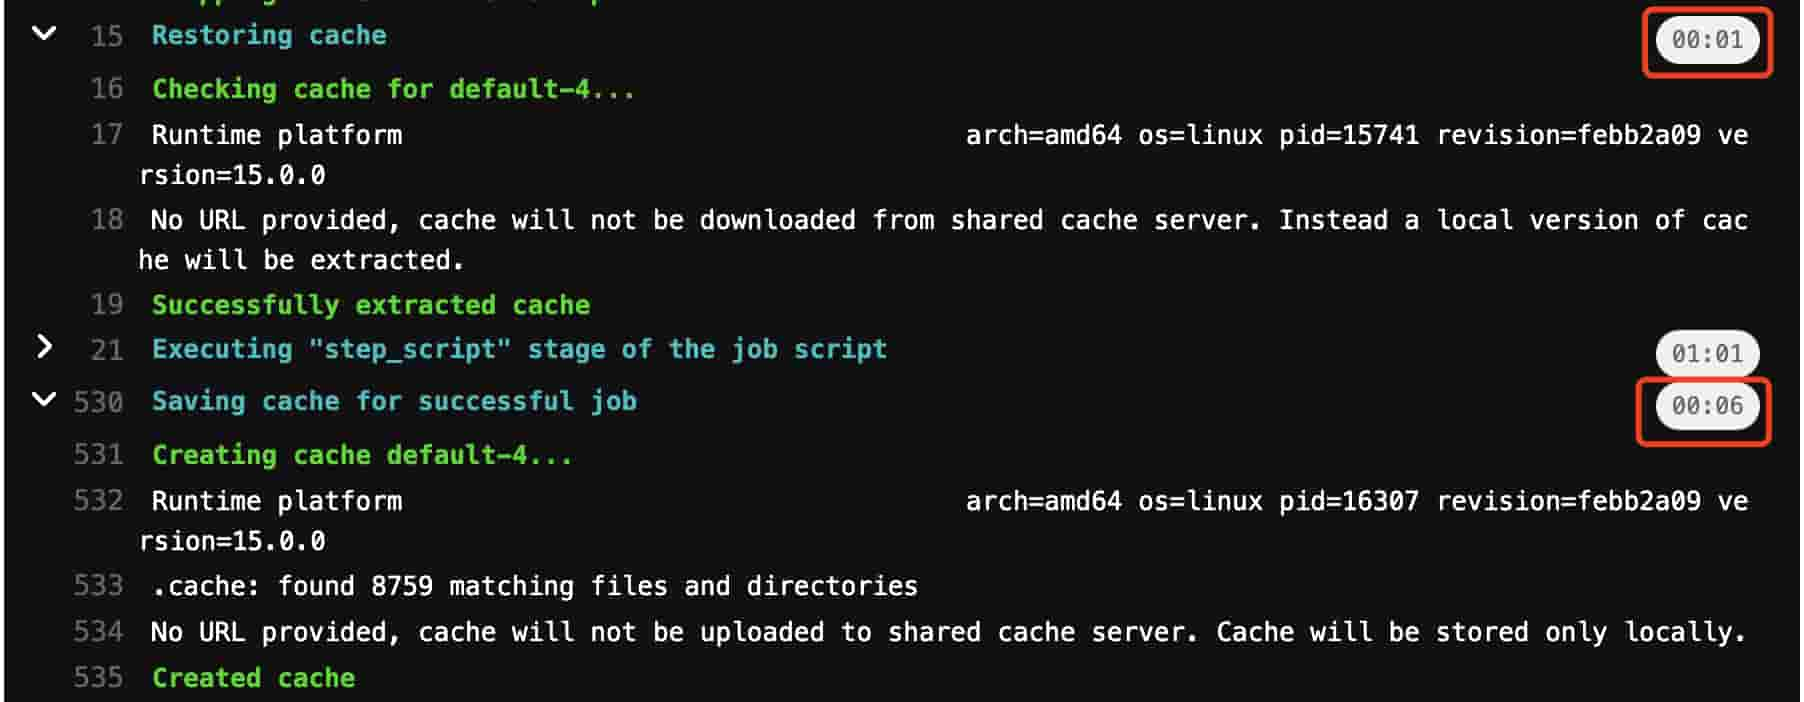 15 Restoring cache 00:01
16 Checking cache for default-4...
17 Runtime platform arch=amd64 os=linux pid=15741 revision=febb2a09 ve
rsion=15.0.0
18 No URL provided, cache will not be downloaded from shared cache server. Instead a local version of cac
he will be extracted.
19 Successfully extracted cache
21 Executing "step_script" stage of the job script 01:01
530 Saving cache for successful job 00:06
531 Creating cache default-4...
532 Runtime platform arch=amd64 os=linux pid=16307 revision=febb2a09 ve
rsion=15.0.0
533 .cache: found 8759 matching files and directories
534 No URL provided, cache will not be uploaded to shared cache server. Cache will be stored only locally.
535 Created cache